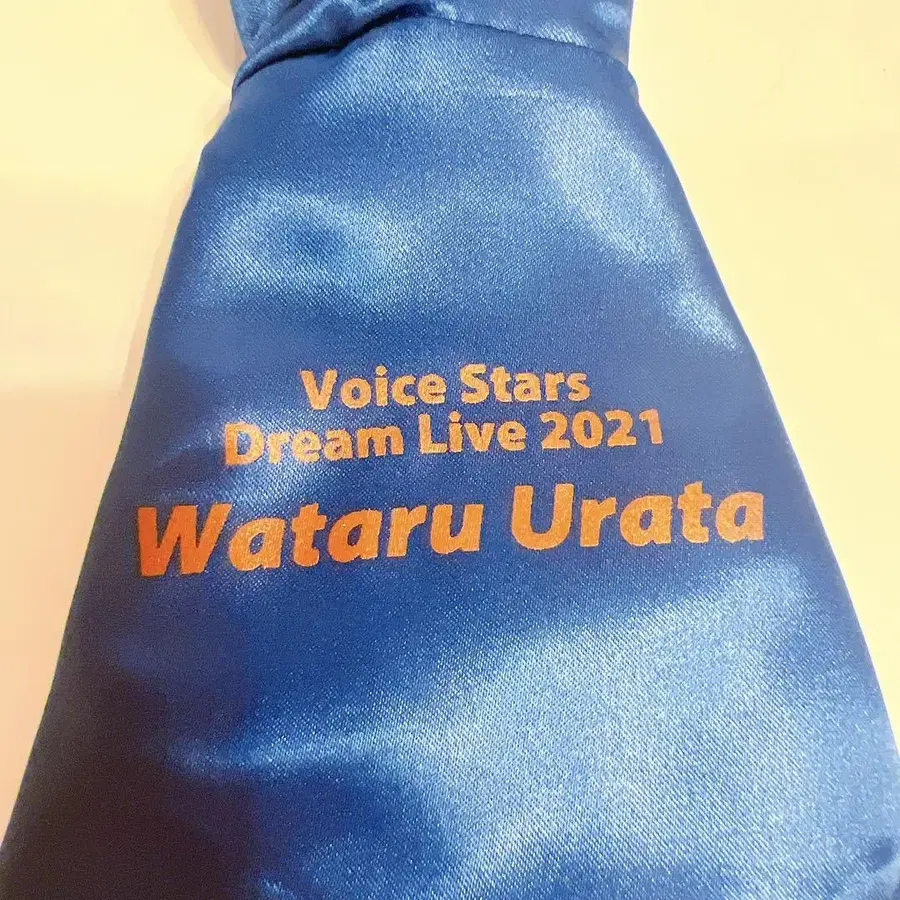 Voice Stars
Dream Live 2021
Wataru Urata